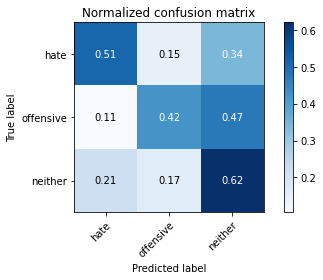 Normalized confusion matrix
hate 0.51 0.15 0.34
offensive 0.11 0.42 0.47
neither 0.21 0.17 0.62
hate offensive neither
True label
Predicted label
0.6
0.5
0.4
0.3
0.2